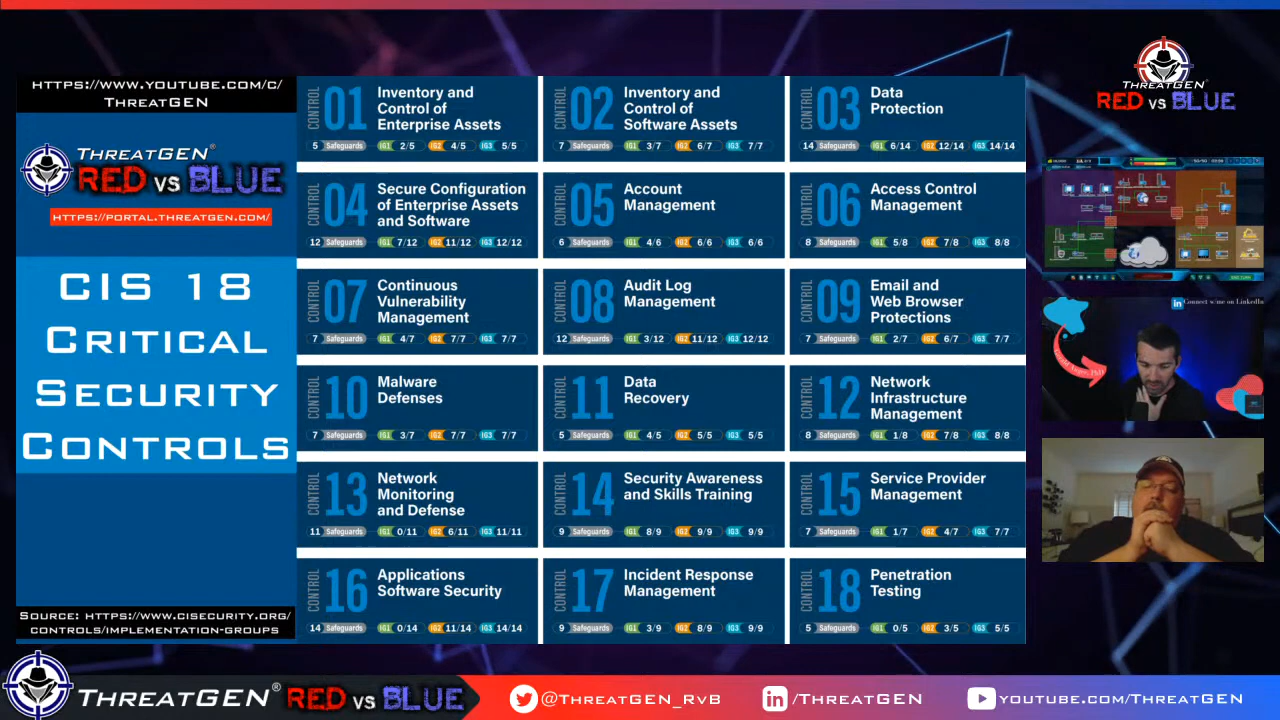 HTTPS://WWW.YOUTUBE.COM/C/
THREATGEN
THREATGEN®
RED VS BLUE
HTTPS://PORTAL.THREATGEN.COM/
CIS 18
CRITICAL
SECURITY
CONTROLS
SOURCE: HTTPS://WWW.CISECURITY.ORG/
CONTROLS/IMPLEMENTATION-GROUPS
CONTROL 01
Inventory and
Control of
Enterprise Assets
5 Safeguards IG1 2/5 IG2 4/5 IG3 5/5
CONTROL 02
Inventory and
Control of
Software Assets
7 Safeguards IG1 3/7 IG2 6/7 IG3 7/7
CONTROL 03
Data
Protection
14 Safeguards IG1 6/14 IG2 12/14 IG3 14/14
CONTROL 04
Secure Configuration
of Enterprise Assets
and Software
12 Safeguards IG1 7/12 IG2 11/12 IG3 12/12
CONTROL 05
Account
Management
6 Safeguards IG1 4/6 IG2 6/6 IG3 6/6
CONTROL 06
Access Control
Management
8 Safeguards IG1 5/8 IG2 7/8 IG3 8/8
CONTROL 07
Continuous
Vulnerability
Management
7 Safeguards IG1 4/7 IG2 7/7 IG3 7/7
CONTROL 08
Audit Log
Management
12 Safeguards IG1 3/12 IG2 11/12 IG3 12/12
CONTROL 09
Email and
Web Browser
Protections
7 Safeguards IG1 2/7 IG2 6/7 IG3 7/7
CONTROL 10
Malware
Defenses
7 Safeguards IG1 3/7 IG2 7/7 IG3 7/7
CONTROL 11
Data
Recovery
5 Safeguards IG1 4/5 IG2 5/5 IG3 5/5
CONTROL 12
Network
Infrastructure
Management
8 Safeguards IG1 1/8 IG2 7/8 IG3 8/8
CONTROL 13
Network
Monitoring
and Defense
11 Safeguards IG1 0/11 IG2 6/11 IG3 11/11
CONTROL 14
Security Awareness
and Skills Training
9 Safeguards IG1 8/9 IG2 9/9 IG3 9/9
CONTROL 15
Service Provider
Management
7 Safeguards IG1 1/7 IG2 4/7 IG3 7/7
CONTROL 16
Applications
Software Security
14 Safeguards IG1 0/14 IG2 11/14 IG3 14/14
CONTROL 17
Incident Response
Management
9 Safeguards IG1 3/9 IG2 8/9 IG3 9/9
CONTROL 18
Penetration
Testing
5 Safeguards IG1 0/5 IG2 3/5 IG3 5/5
THREATGEN®
RED VS BLUE
in Connect w/me on LinkedIn
THREATGEN® RED VS BLUE
@THREATGEN_RVB
in /THREATGEN
YOUTUBE.COM/THREATGEN